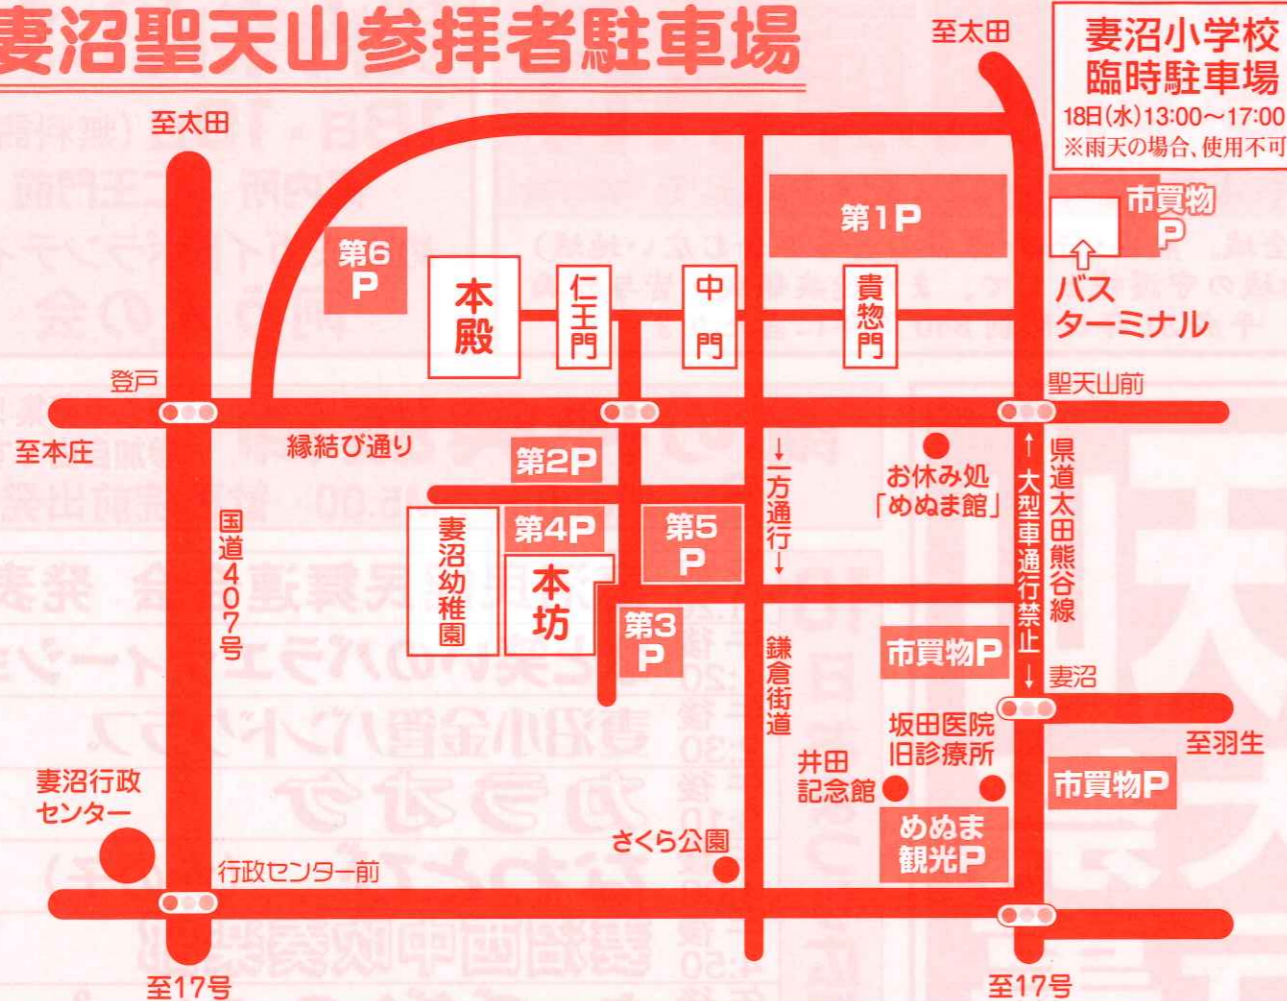 妻沼聖天山参拝者駐車場
至太田
妻沼小学校
臨時駐車場
18日(水)13:00～17:00
※雨天の場合、使用不可
至太田
第1P
市買物
P
第6
P
本殿
仁王門
中門
貴惣門
バス
ターミナル
登戸
聖天山前
至本庄
縁結び通り
第2P
お休み処
「めぬま館」
←一方通行→
←大型車通行禁止→
県道太田熊谷線
国道407号
妻沼幼稚園
第4P
本坊
第5
P
第3
P
鎌倉街道
市買物P
妻沼
坂田医院
旧診療所
至羽生
井田
記念館
市買物P
妻沼行政
センター
さくら公園
めぬま
観光P
行政センター前
至17号
至17号